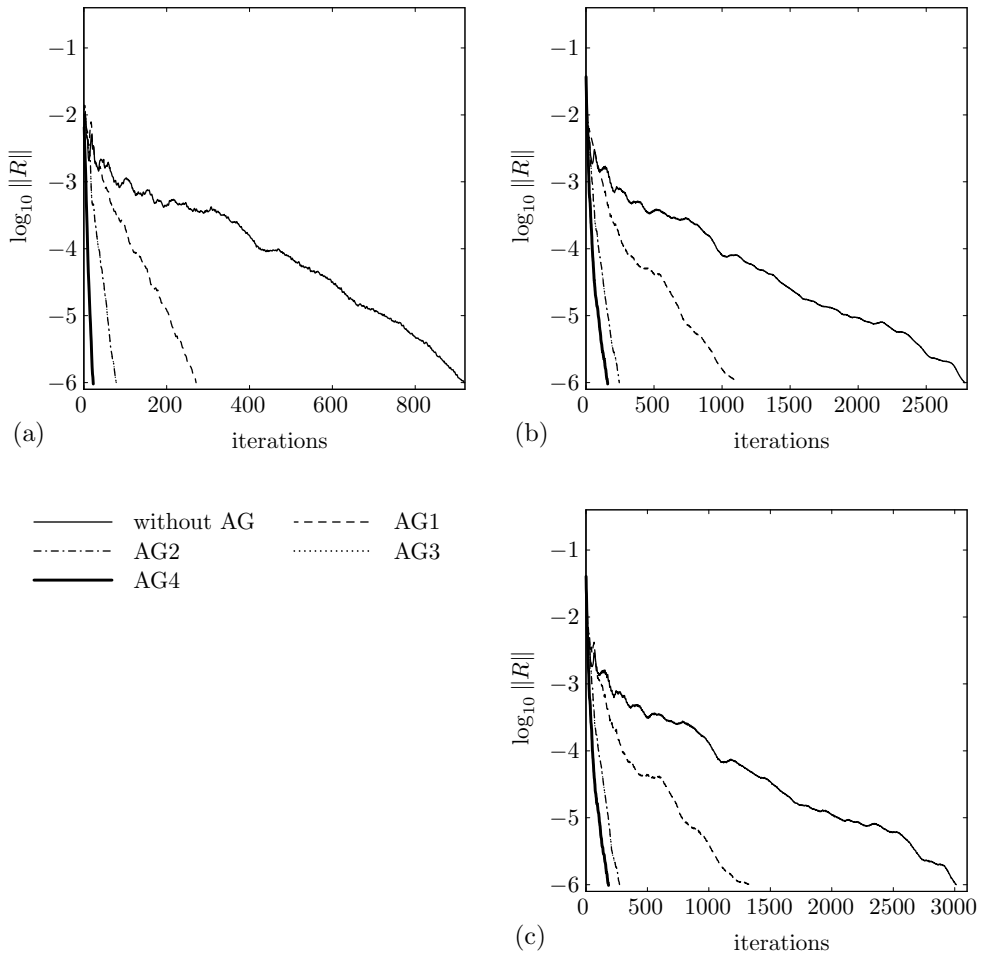 −1
−2
−3
−4
−5
−6
log10 ||R||
0 200 400 600 800
iterations
(a)
−1
−2
−3
−4
−5
−6
log10 ||R||
0 500 1000 1500 2000 2500
iterations
(b)
without AG
AG1
AG2
AG3
AG4
−1
−2
−3
−4
−5
−6
log10 ||R||
0 500 1000 1500 2000 2500 3000
iterations
(c)